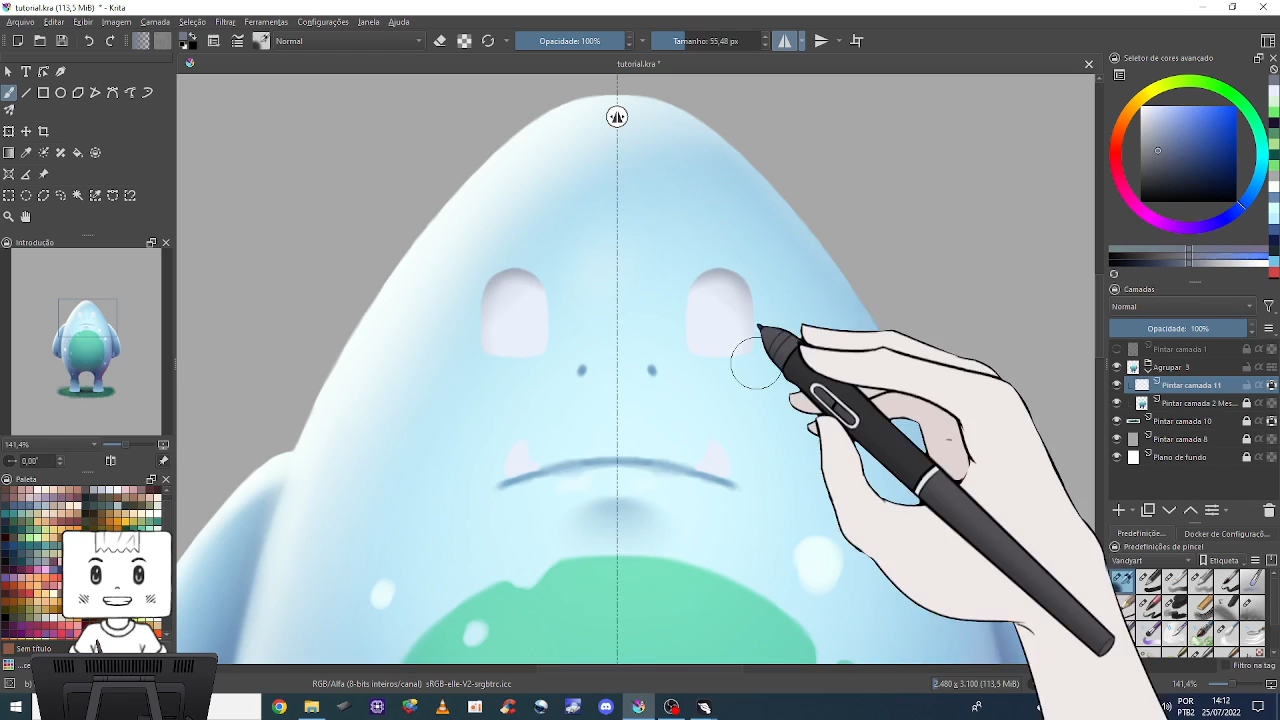 tutorial.kra (113,5 MiB) * - Krita
Arquivo Editar Exibir Imagem Camada Seleção Filtrar Ferramentas Configurações Janela Ajuda
Normal
Opacidade: 100%
Tamanho: 55,48 px
tutorial.kra *
Seletor de cores avançado
Introdução
141,4%
0,00°
Paleta
Sem título
Camadas
Normal
Opacidade: 100%
Pintar camada 1
Agrupar 3
Pintar camada 11
Pintar camada 2 Mes...
Pintar camada 10
Pintar camada 8
Plano de fundo
Predefiniçõe...
Docker de Configuraçõ...
Predefinições de pincel
Vandyart
Etiqueta
Filtro na tag
RGB/Alfa (8-bits inteiros/canal) sRGB-elle-V2-srgbtrc.icc
2.480 x 3.100 (113,5 MiB)
141,4%
POR
PTB2
14:12
25/07/2022